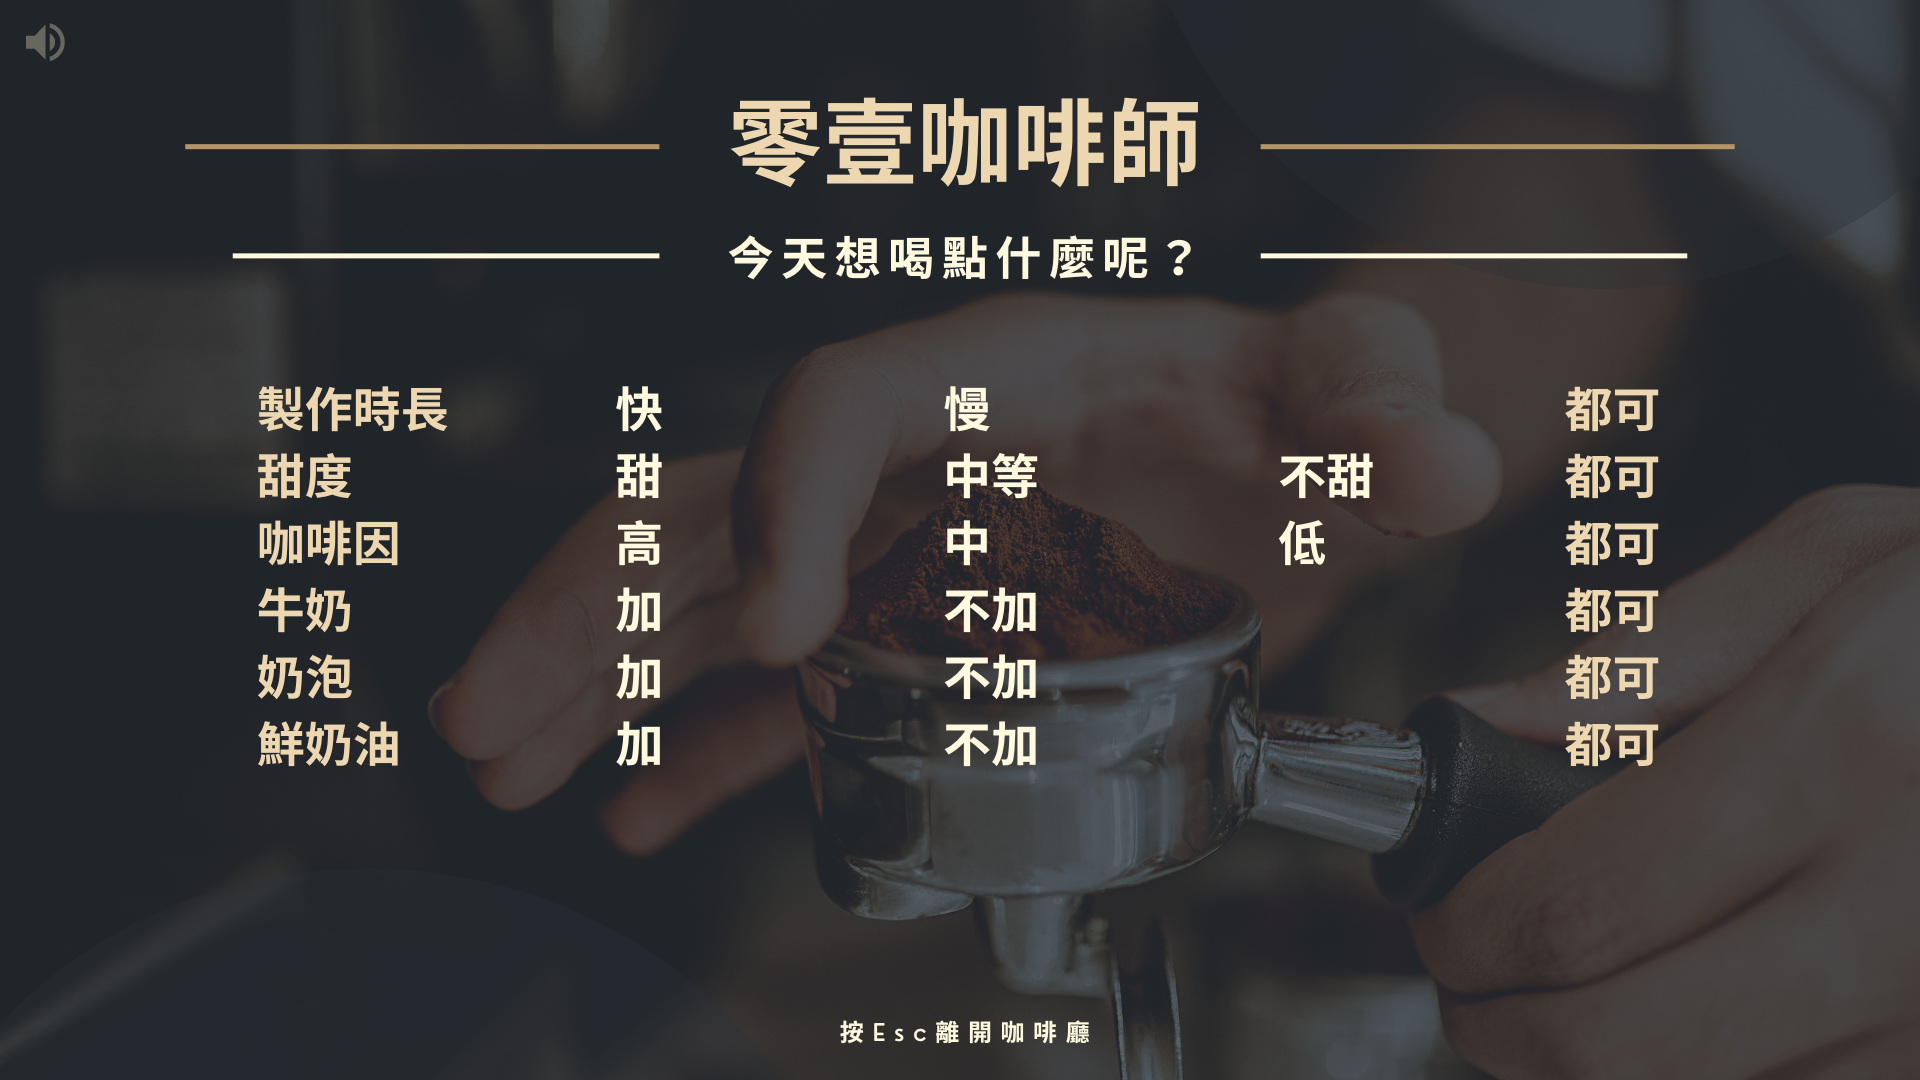 零壹咖啡師
今天想喝點什麼呢？
製作時長 快 慢 都可
甜度 甜 中等 不甜 都可
咖啡因 高 中 低 都可
牛奶 加 不加 都可
奶泡 加 不加 都可
鮮奶油 加 不加 都可
按Esc離開咖啡廳